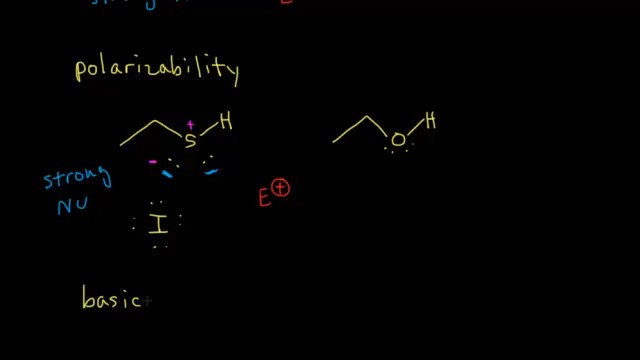 polarizability
+
S H
O H
-
strong
NU
E +
I
basic